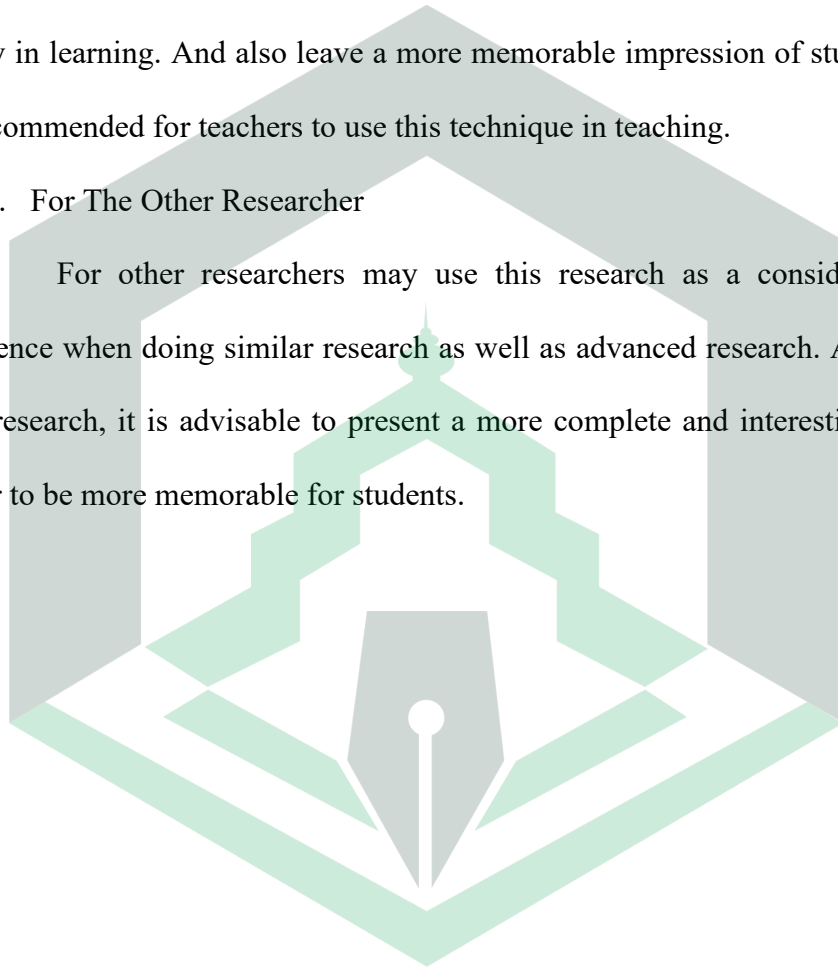 y in learning. And also leave a more memorable impression of stu
commended for teachers to use this technique in teaching.
. For The Other Researcher
For other researchers may use this research as a consid
ence when doing similar research as well as advanced research. A
research, it is advisable to present a more complete and interesti
r to be more memorable for students.